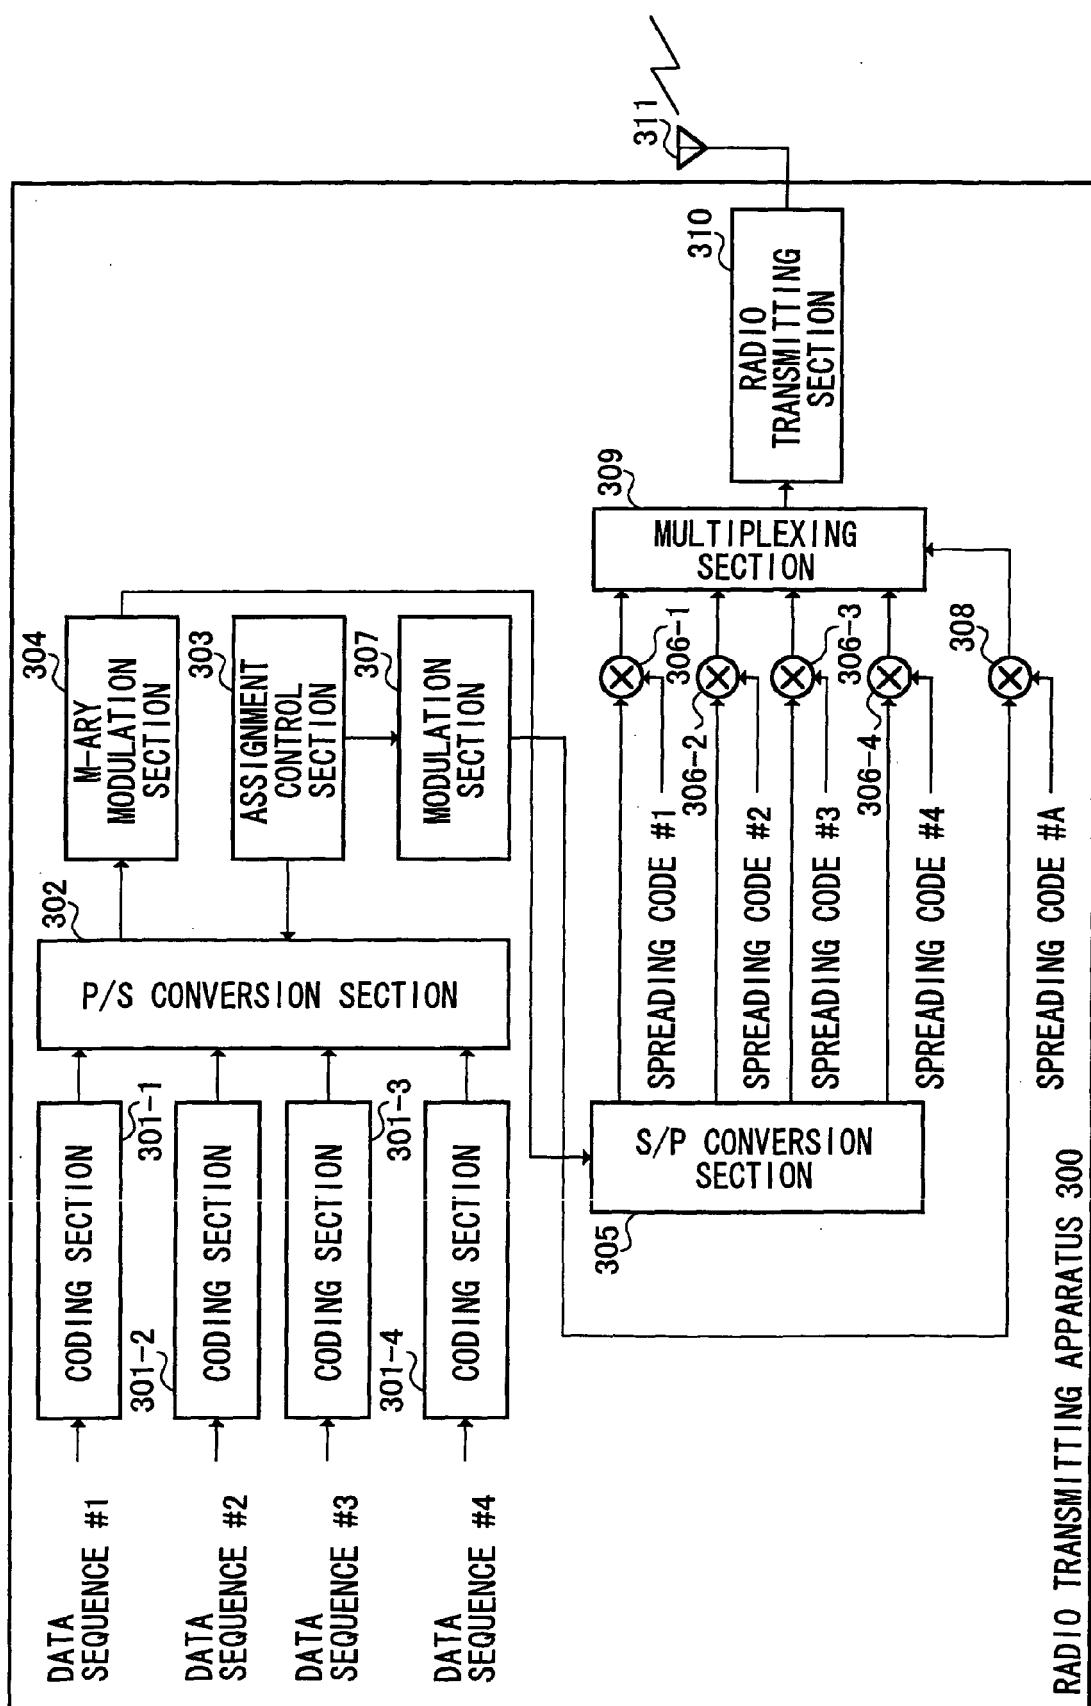 DATA
SEQUENCE #1
DATA
SEQUENCE #2
DATA
SEQUENCE #3
DATA
SEQUENCE #4
CODING SECTION
301-1
301-2
CODING SECTION
CODING SECTION
301-3
301-4
CODING SECTION
302
P/S CONVERSION SECTION
304
M-ARY
MODULATION
SECTION
303
ASSIGNMENT
CONTROL
SECTION
307
MODULATION
SECTION
305
S/P CONVERSION
SECTION
306-1
SPREADING CODE #1
306-2
SPREADING CODE #2
306-3
SPREADING CODE #3
306-4
SPREADING CODE #4
308
SPREADING CODE #A
309
MULTIPLEXING
SECTION
310
RADIO
TRANSMITTING
SECTION
311
RADIO TRANSMITTING APPARATUS 300